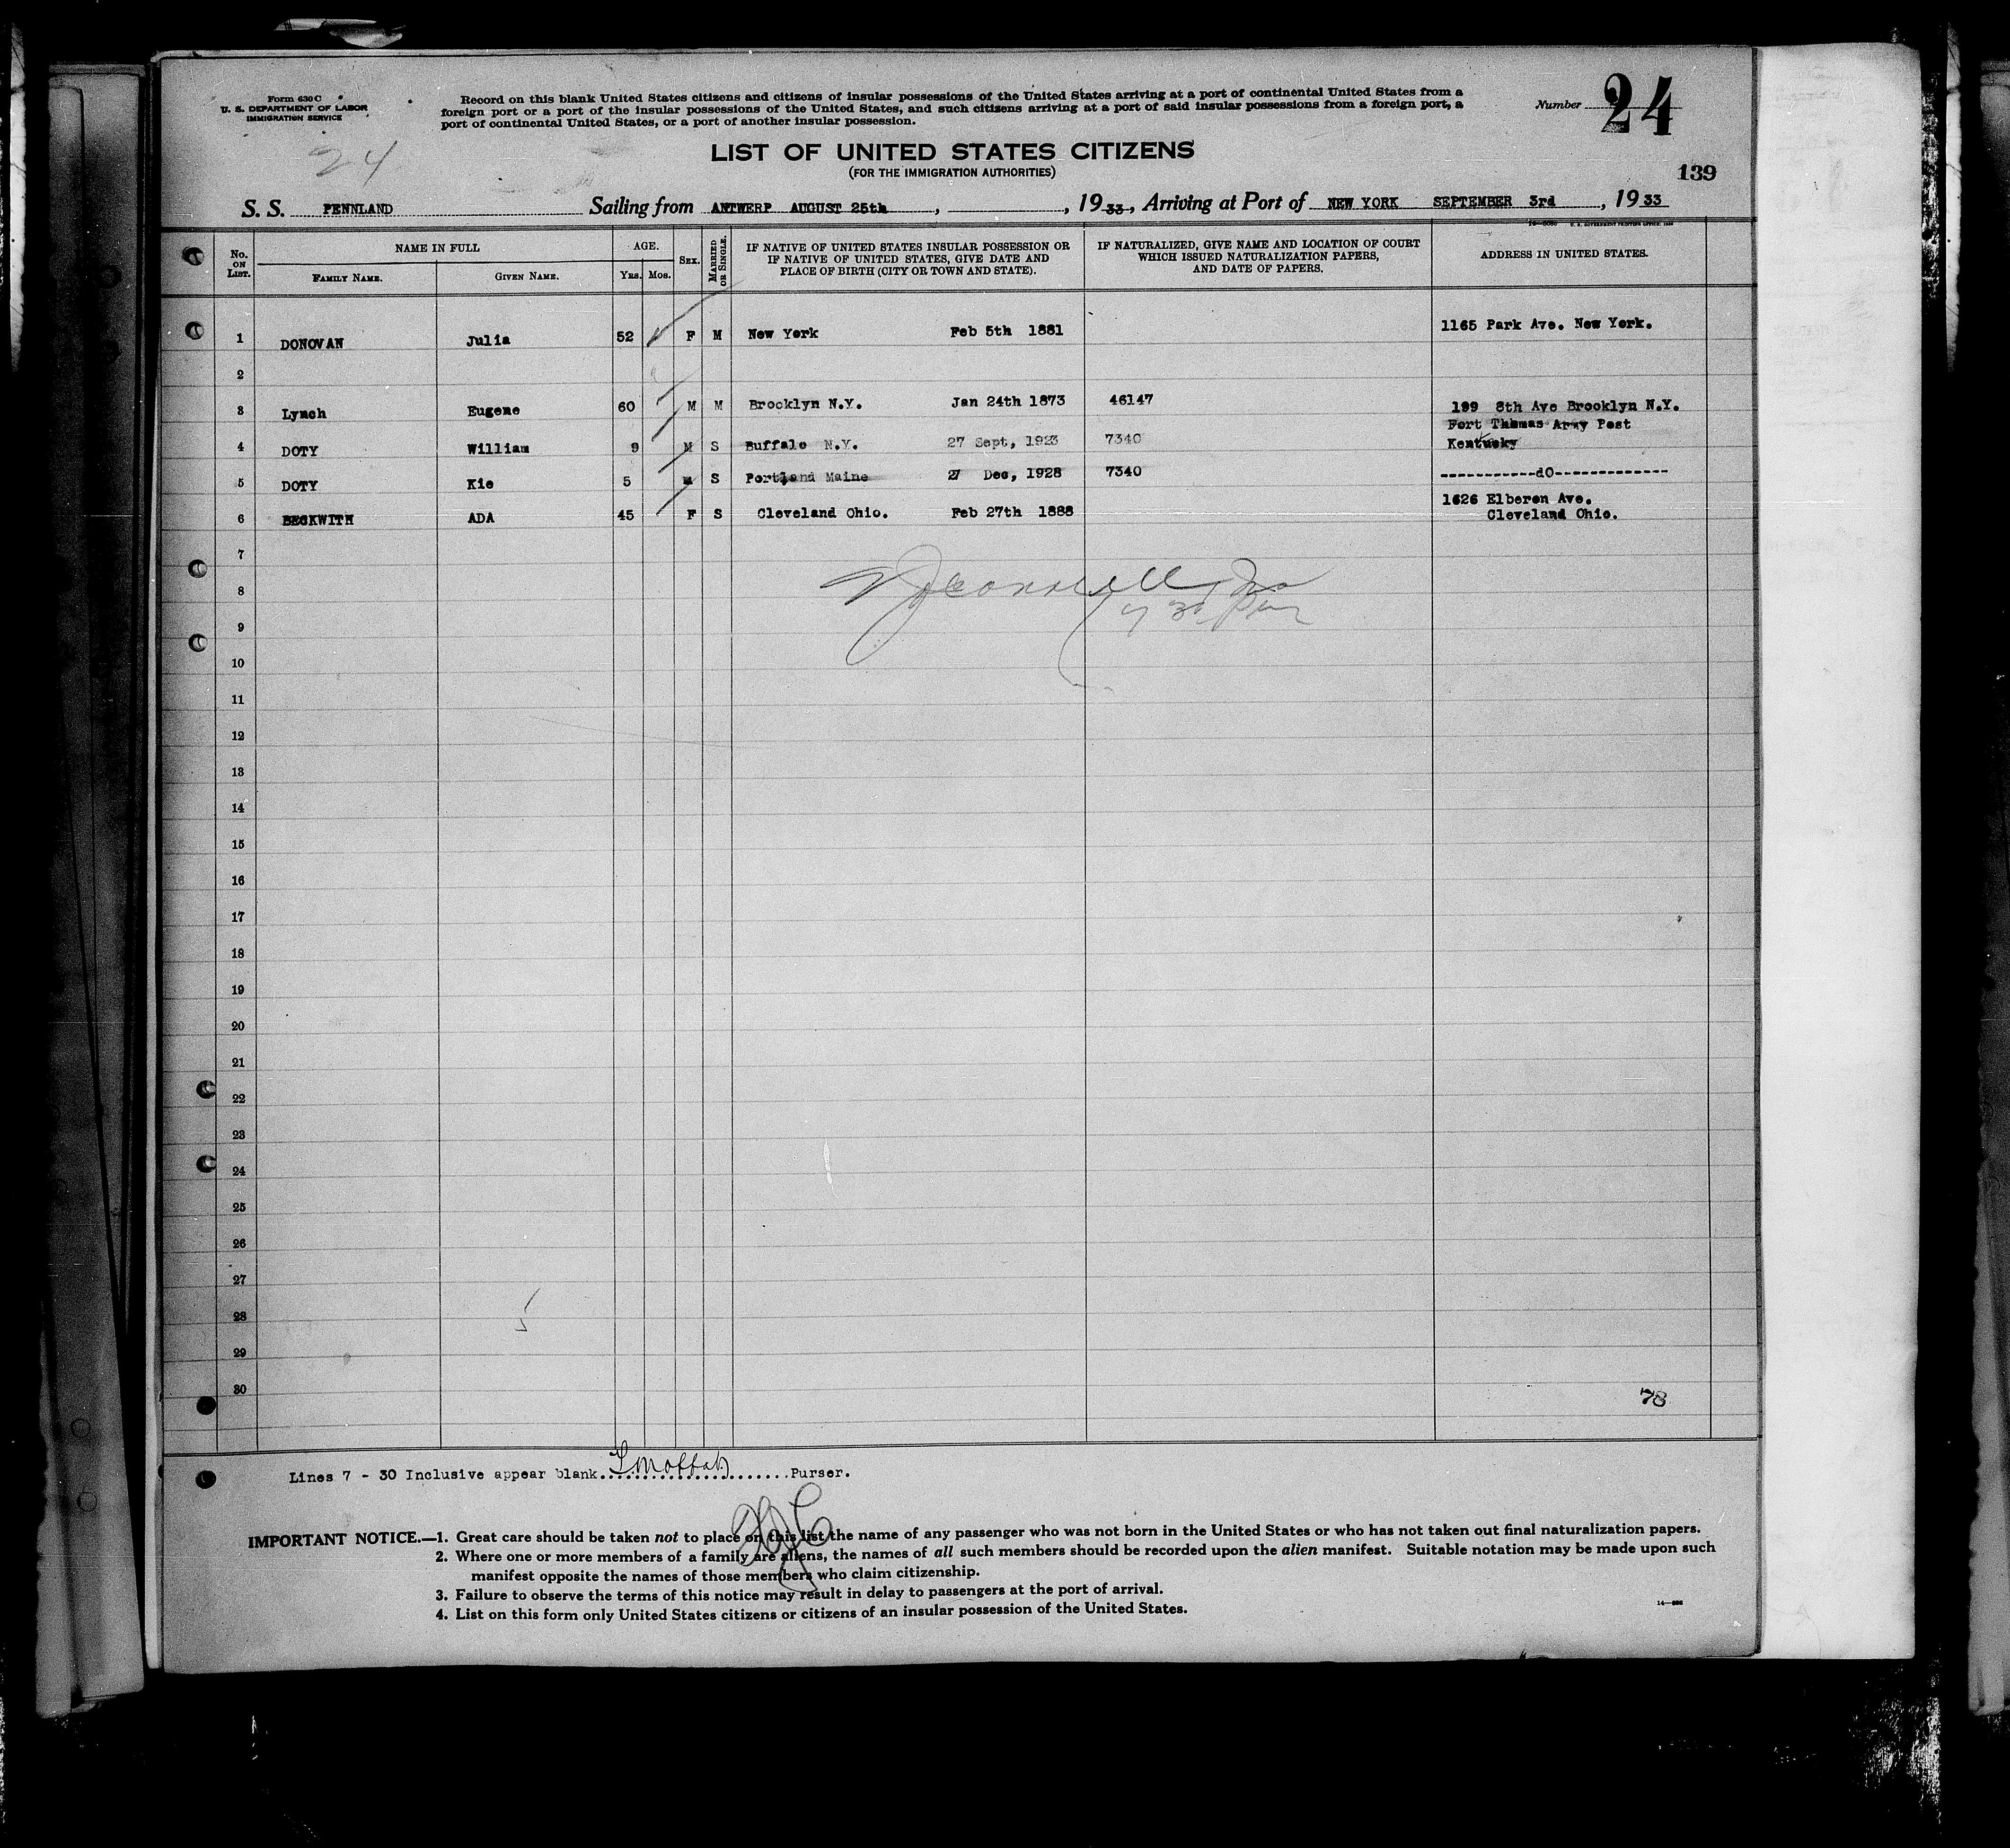 Form 630 C
U. S. DEPARTMENT OF LABOR
IMMIGRATION SERVICE
Record on this blank United States citizens and citizens of insular possessions of the United States arriving at a port of continental United States from a
foreign port or a port of the insular possessions of the United States, and such citizens arriving at a port of said insular possessions from a foreign port, a
port of continental United States, or a port of another insular possession.
Number 24
24
LIST OF UNITED STATES CITIZENS
(FOR THE IMMIGRATION AUTHORITIES)
139
S. S. PENNLAND Sailing from ANTWERP AUGUST 25th, , 1933, Arriving at Port of NEW YORK SEPTEMBER 3rd, 1933
U. S. GOVERNMENT PRINTING OFFICE
No. ON LIST. NAME IN FULL AGE. SEX. MARRIED OR SINGLE. IF NATIVE OF UNITED STATES INSULAR POSSESSION OR IF NATIVE OF UNITED STATES, GIVE DATE AND PLACE OF BIRTH (CITY OR TOWN AND STATE). IF NATURALIZED, GIVE NAME AND LOCATION OF COURT WHICH ISSUED NATURALIZATION PAPERS, AND DATE OF PAPERS. ADDRESS IN UNITED STATES.
FAMILY NAME. GIVEN NAME. YRS. MOS.
1 DONOVAN Julia 52 F M New York Feb 5th 1881 1165 Park Ave. New York.
2
3 Lynch Eugene 60 M M Brooklyn N.Y. Jan 24th 1873 46147 199 8th Ave Brooklyn N.Y.
Fort Thomas Army Post
4 DOTY William 9 M S Buffalo N.Y. 27 Sept, 1923 7340 Kentucky
5 DOTY Kie 5 M S Portland Maine 27 Dec, 1928 7340 -----------dO-------------
6 BECKWITH ADA 45 F S Cleveland Ohio. Feb 27th 1888 1626 Elberon Ave.
Cleveland Ohio.
7
8
9
10
11
12
13
14
15
16
17
18
19
20
21
22
23
24
25
26
27
28
29
30
78
Lines 7 - 30 Inclusive appear blank....................Purser.
IMPORTANT NOTICE.—1. Great care should be taken not to place on this list the name of any passenger who was not born in the United States or who has not taken out final naturalization papers.
2. Where one or more members of a family are aliens, the names of all such members should be recorded upon the alien manifest. Suitable notation may be made upon such
manifest opposite the names of those members who claim citizenship.
3. Failure to observe the terms of this notice may result in delay to passengers at the port of arrival.
4. List on this form only United States citizens or citizens of an insular possession of the United States.